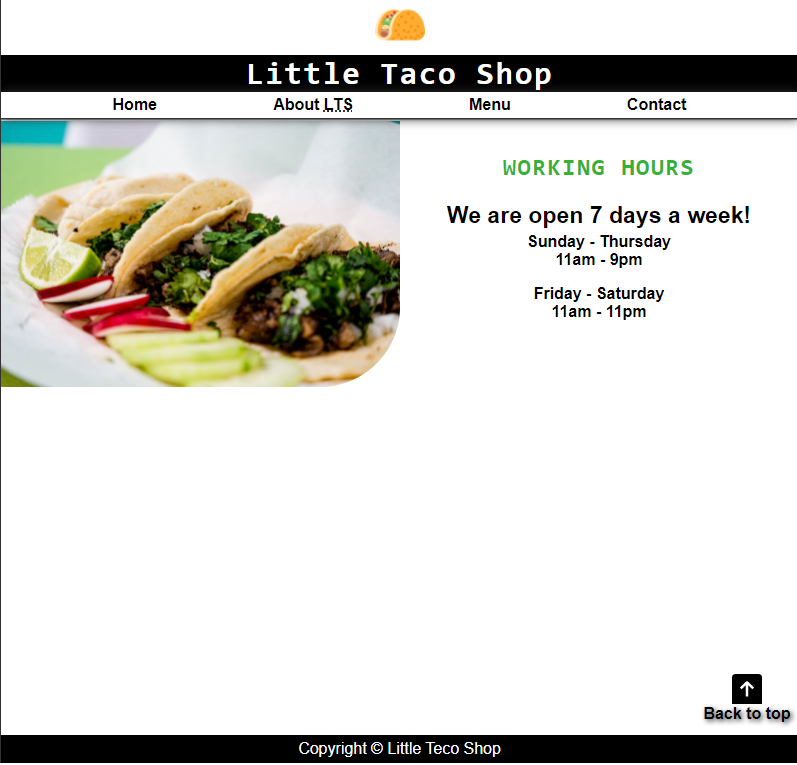 Little Taco Shop
Home About LTS Menu Contact
WORKING HOURS
We are open 7 days a week!
Sunday - Thursday
11am - 9pm
Friday - Saturday
11am - 11pm
Back to top
Copyright © Little Teco Shop